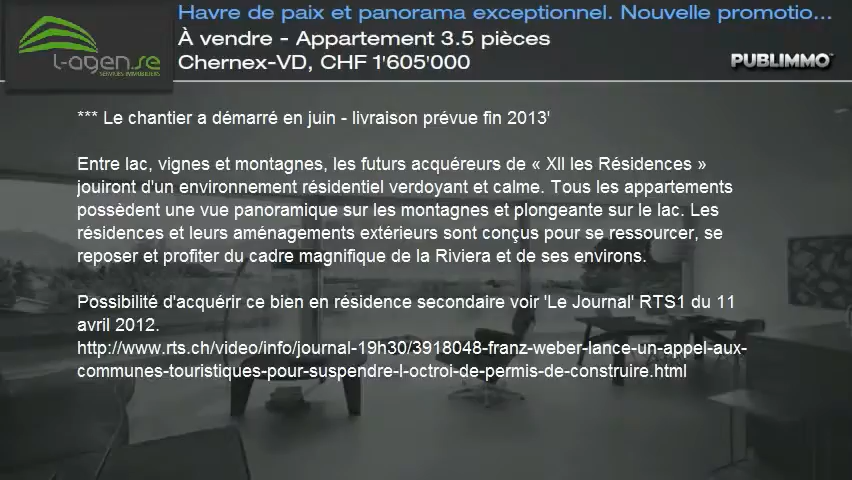 Havre de paix et panorama exceptionnel. Nouvelle promotio...
À vendre - Appartement 3.5 pièces
Chernex-VD, CHF 1'605'000
l-agen.se
SERVICES IMMOBILIERS
PUBLIMMO
*** Le chantier a démarré en juin - livraison prévue fin 2013'
Entre lac, vignes et montagnes, les futurs acquéreurs de « XII les Résidences »
jouiront d'un environnement résidentiel verdoyant et calme. Tous les appartements
possèdent une vue panoramique sur les montagnes et plongeante sur le lac. Les
résidences et leurs aménagements extérieurs sont conçus pour se ressourcer, se
reposer et profiter du cadre magnifique de la Riviera et de ses environs.
Possibilité d'acquérir ce bien en résidence secondaire voir 'Le Journal' RTS1 du 11
avril 2012.
http://www.rts.ch/video/info/journal-19h30/3918048-franz-weber-lance-un-appel-aux-
communes-touristiques-pour-suspendre-l-octroi-de-permis-de-construire.html